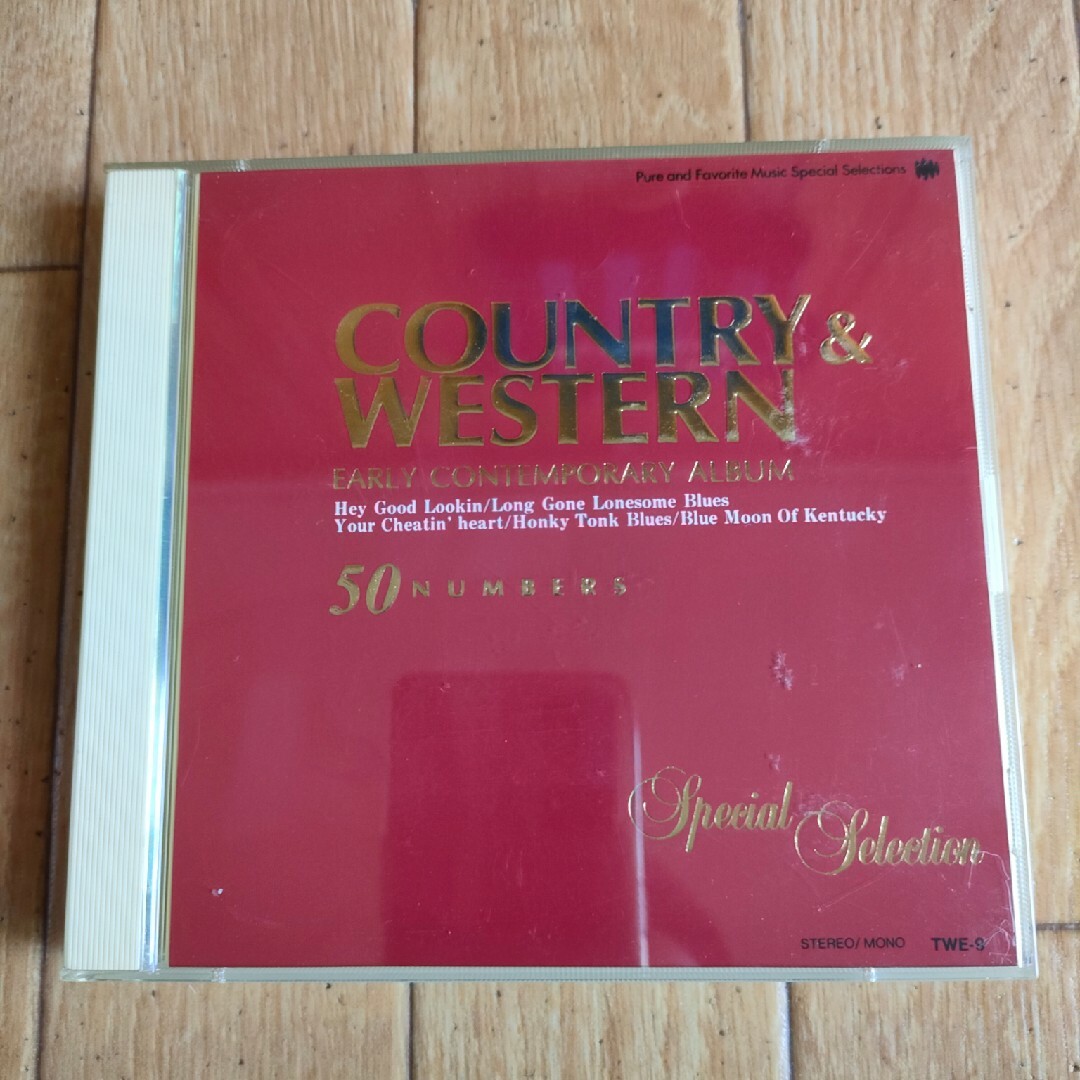 Pure and Favorite Music Special Selections
COUNTRY &
WESTERN
EARLY CONTEMPORARY ALBUM
Hey Good Lookin/Long Gone Lonesome Blues
Your Cheatin' heart/Honky Tonk Blues/Blue Moon Of Kentucky
50 NUMBERS
Special Selection
STEREO/MONO TWE-9